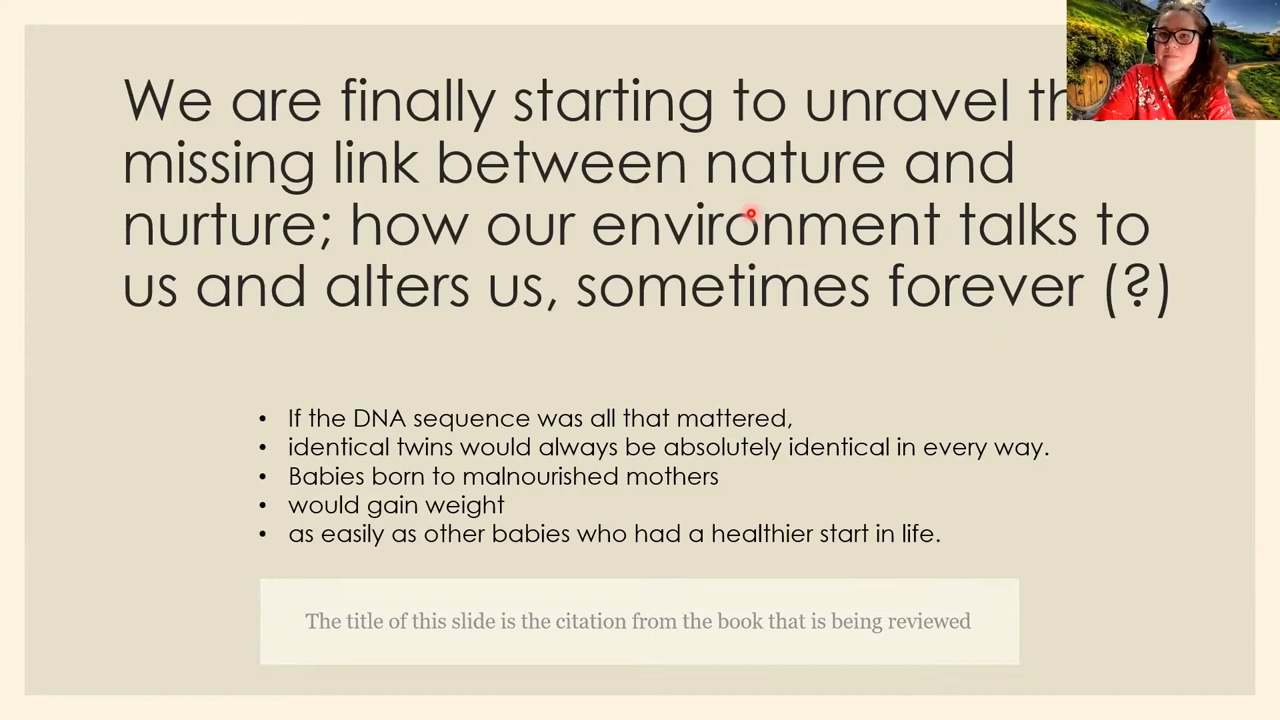 We are finally starting to unravel
missing link between nature and
nurture; how our environment talks to
us and alters us, sometimes forever (?)
• If the DNA sequence was all that mattered,
• identical twins would always be absolutely identical in every way.
• Babies born to malnourished mothers
• would gain weight
• as easily as other babies who had a healthier start in life.
The title of this slide is the citation from the book that is being reviewed